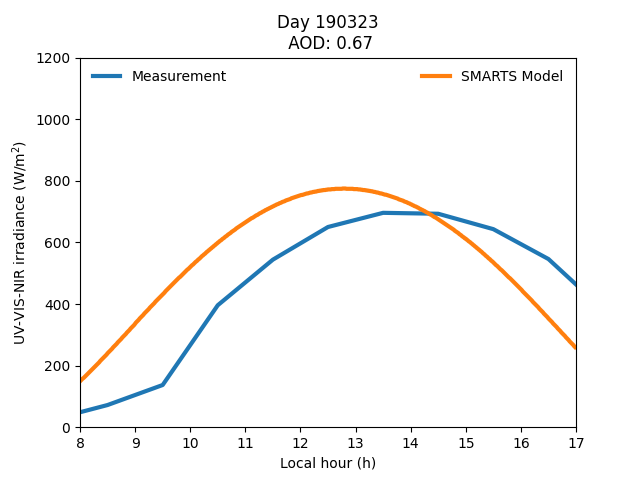 Day 190323
AOD: 0.67
Measurement
SMARTS Model
UV-VIS-NIR irradiance (W/m²)
1200
1000
800
600
400
200
0
8 9 10 11 12 13 14 15 16 17
Local hour (h)